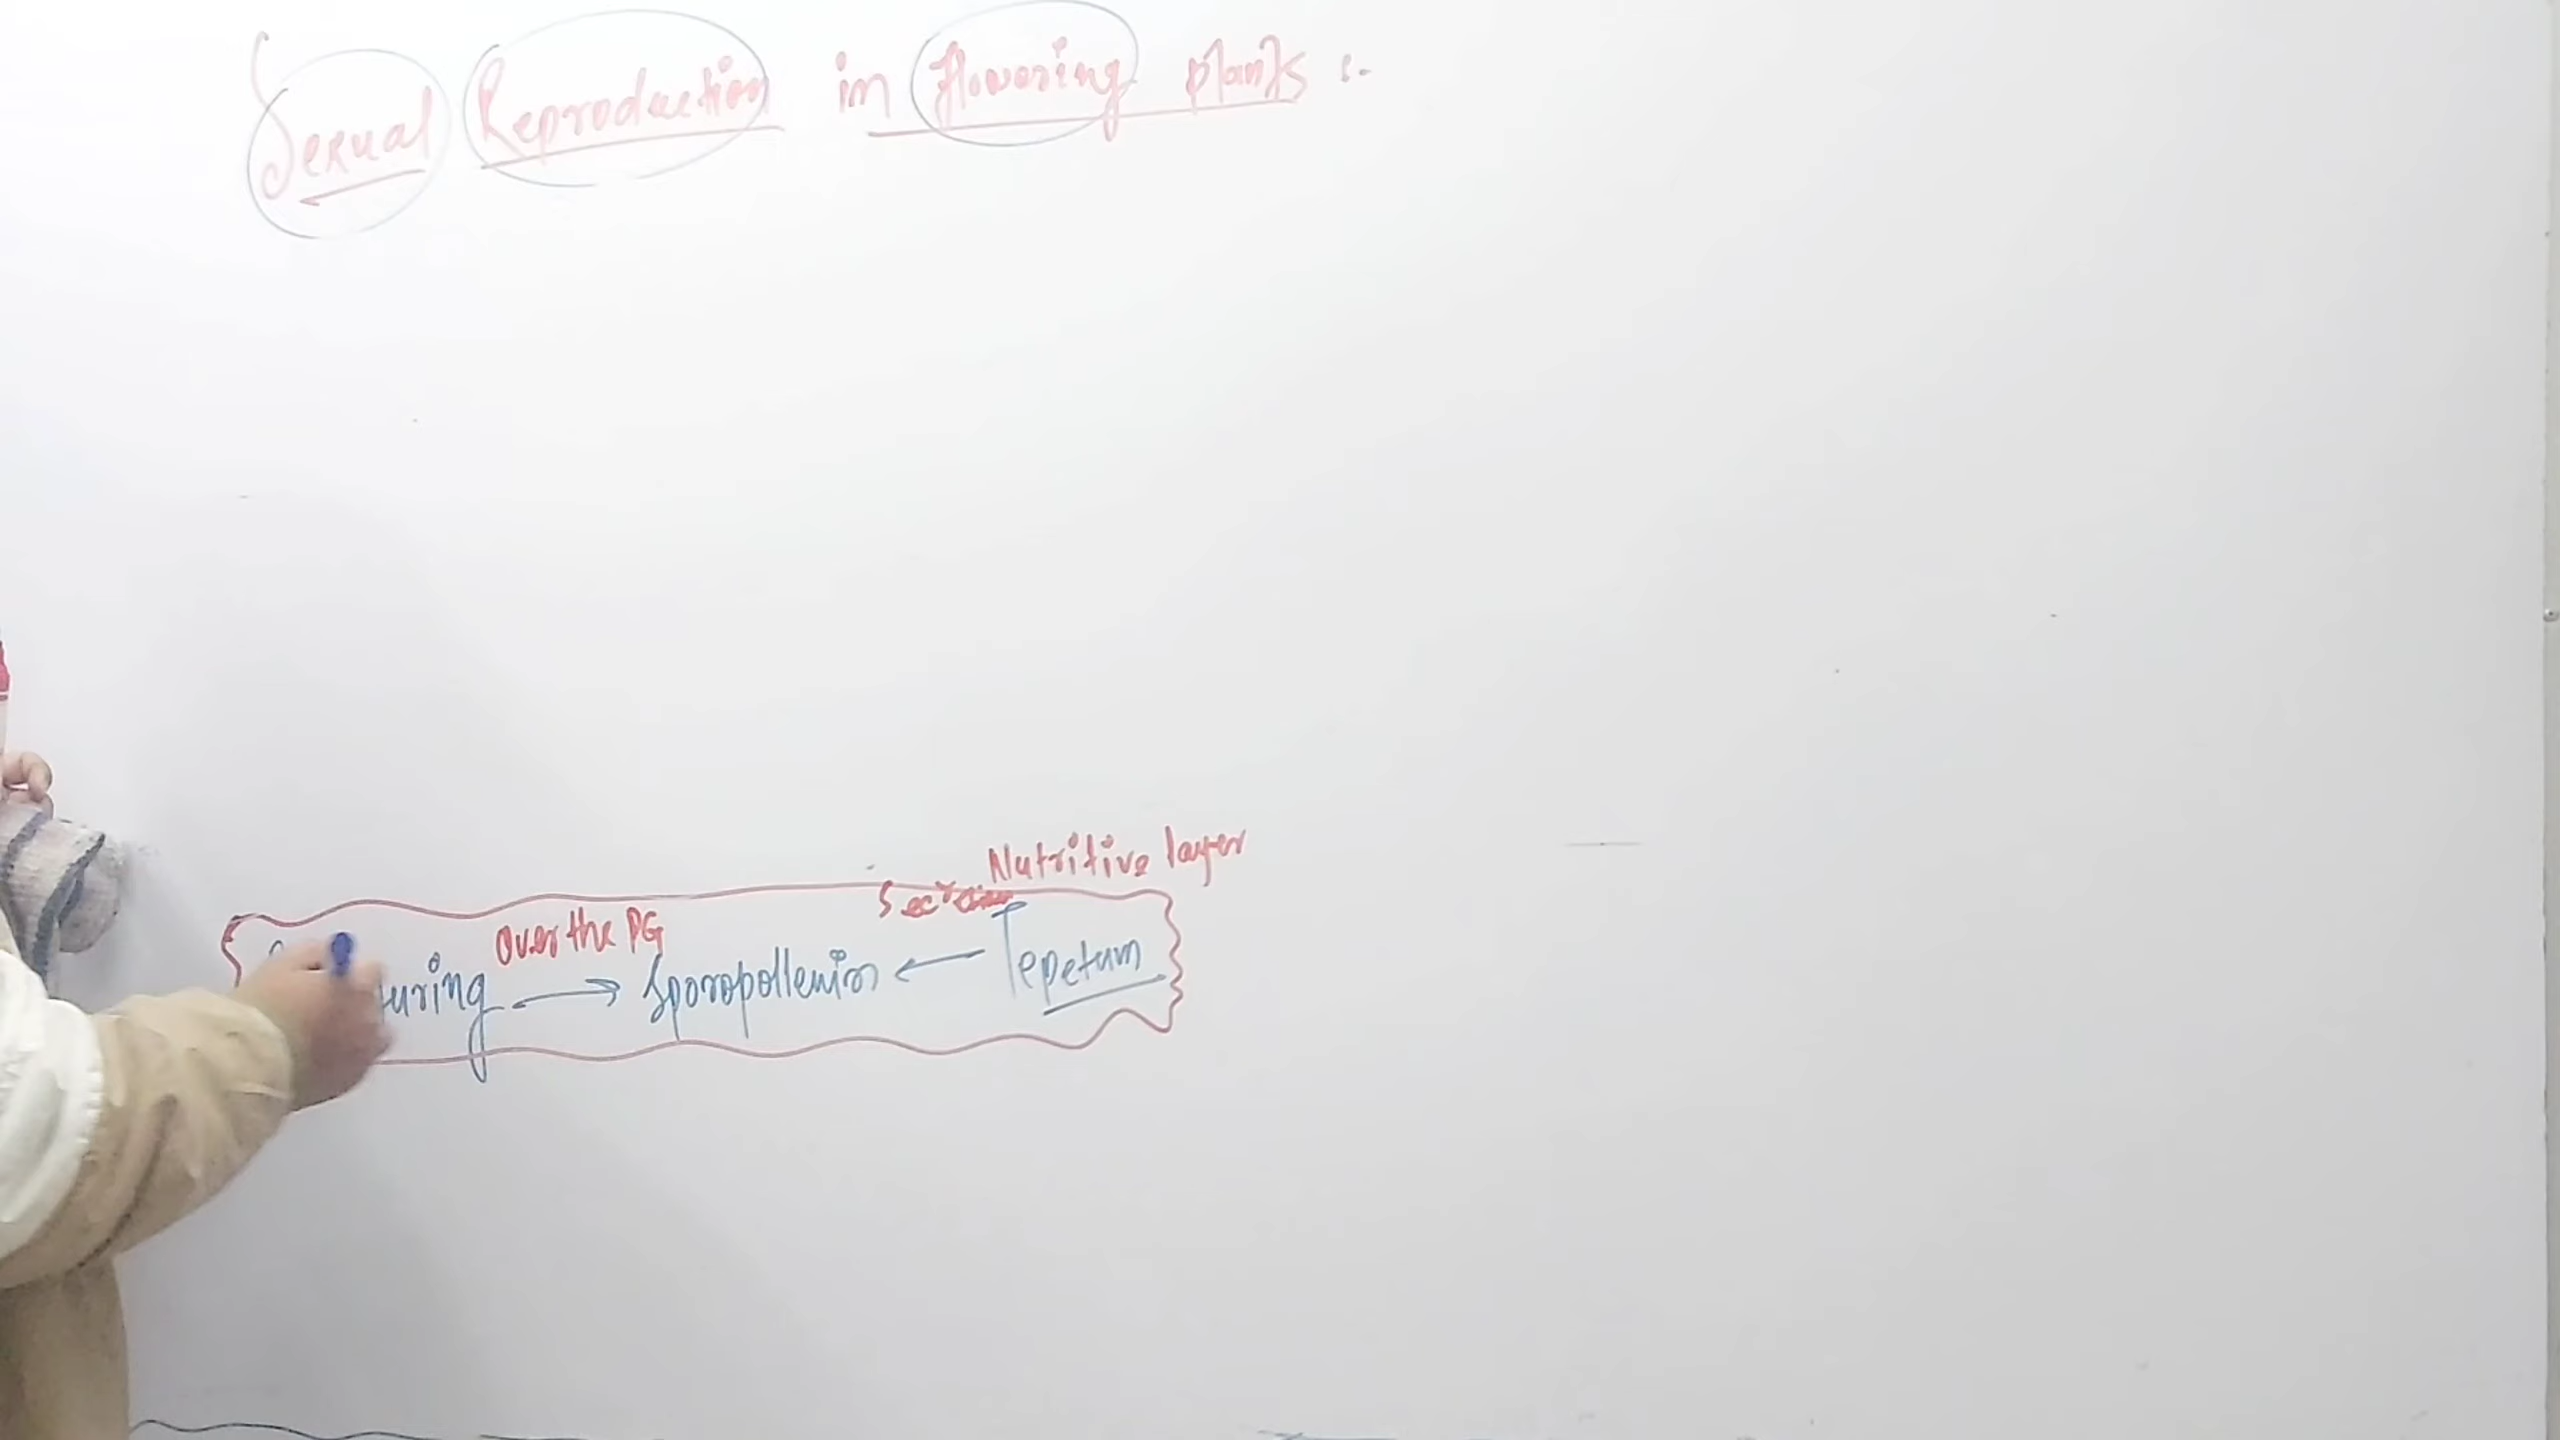 Sexual Reproduction in flowering plants :-
Nutritive layer
over the PG
uring → Sporopollenin ← Tepetum